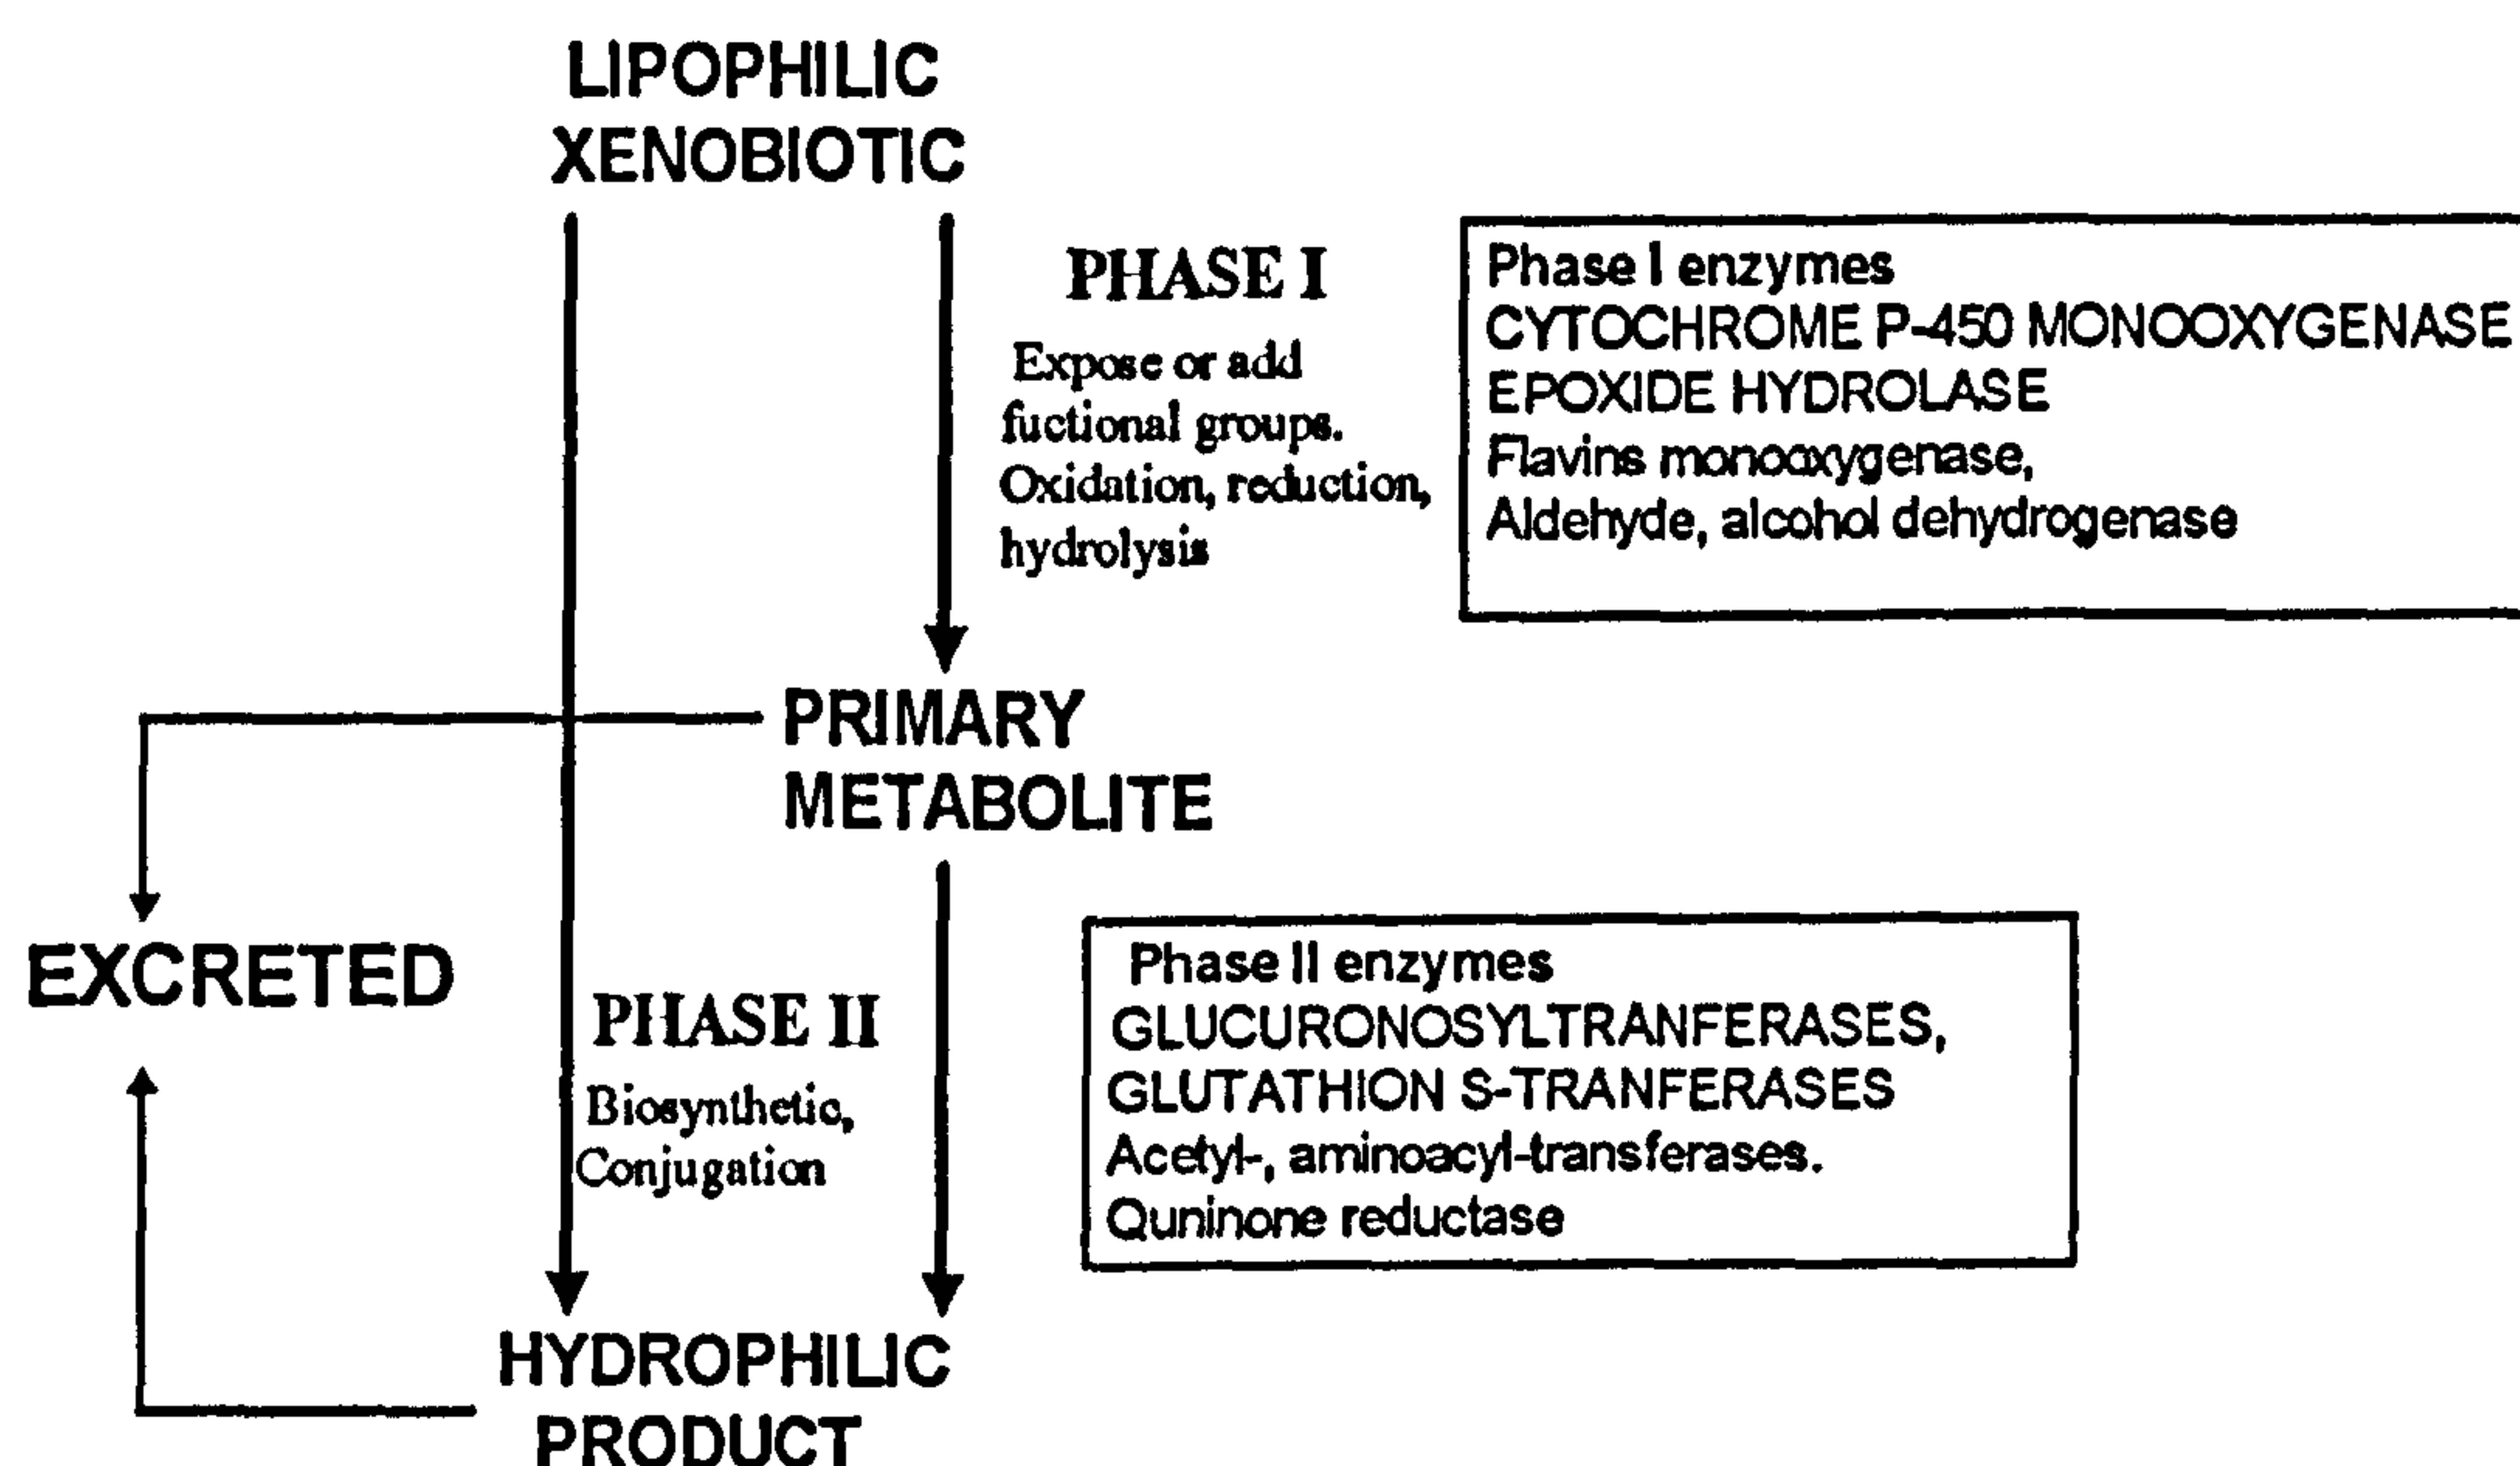 LIPOPHILIC
XENOBIOTIC
PHASE I
Expose or add
fuctional groups.
Oxidation, reduction,
hydrolysis
Phase I enzymes
CYTOCHROME P-450 MONOOXYGENASE
EPOXIDE HYDROLASE
Flavins monooxygenase,
Aldehyde, alcohol dehydrogenase
PRIMARY
METABOLITE
EXCRETED
PHASE II
Biosynthetic,
Conjugation
Phase II enzymes
GLUCURONOSYLTRANFERASES,
GLUTATHION S-TRANFERASES
Acetyl-, aminoacyl-transferases.
Quninone reductase
HYDROPHILIC
PRODUCT